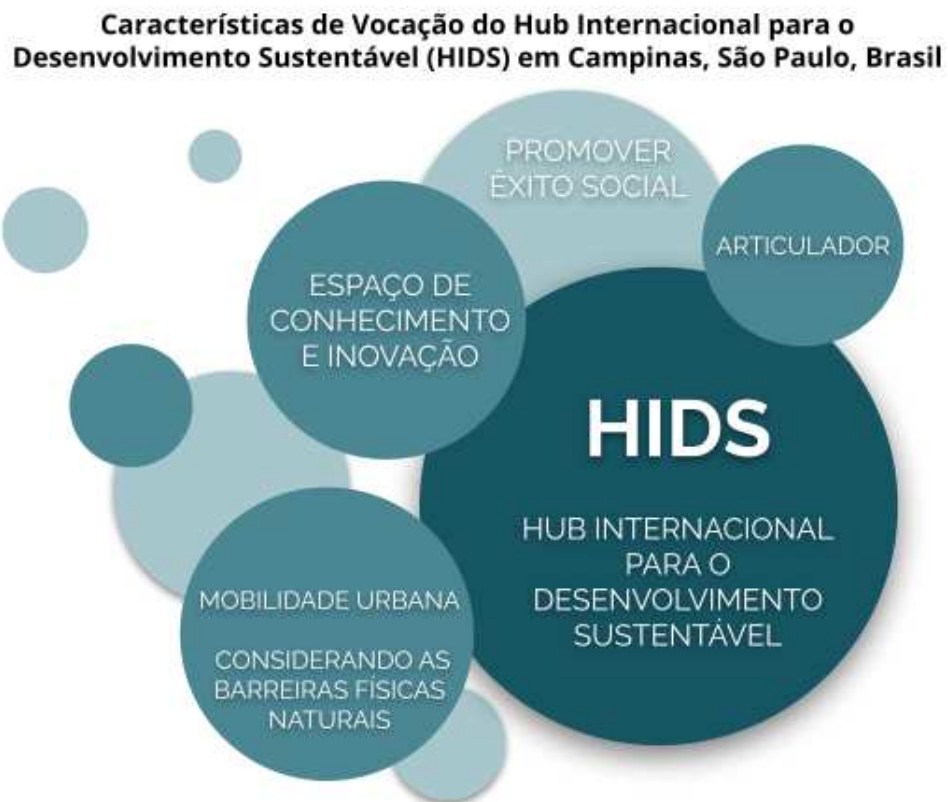 Características de Vocação do Hub Internacional para o
Desenvolvimento Sustentável (HIDS) em Campinas, São Paulo, Brasil
PROMOVER
ÊXITO SOCIAL
ARTICULADOR
ESPAÇO DE
CONHECIMENTO
E INOVAÇÃO
HIDS
HUB INTERNACIONAL
PARA O
DESENVOLVIMENTO
SUSTENTÁVEL
MOBILIDADE URBANA
CONSIDERANDO AS
BARREIRAS FÍSICAS
NATURAIS